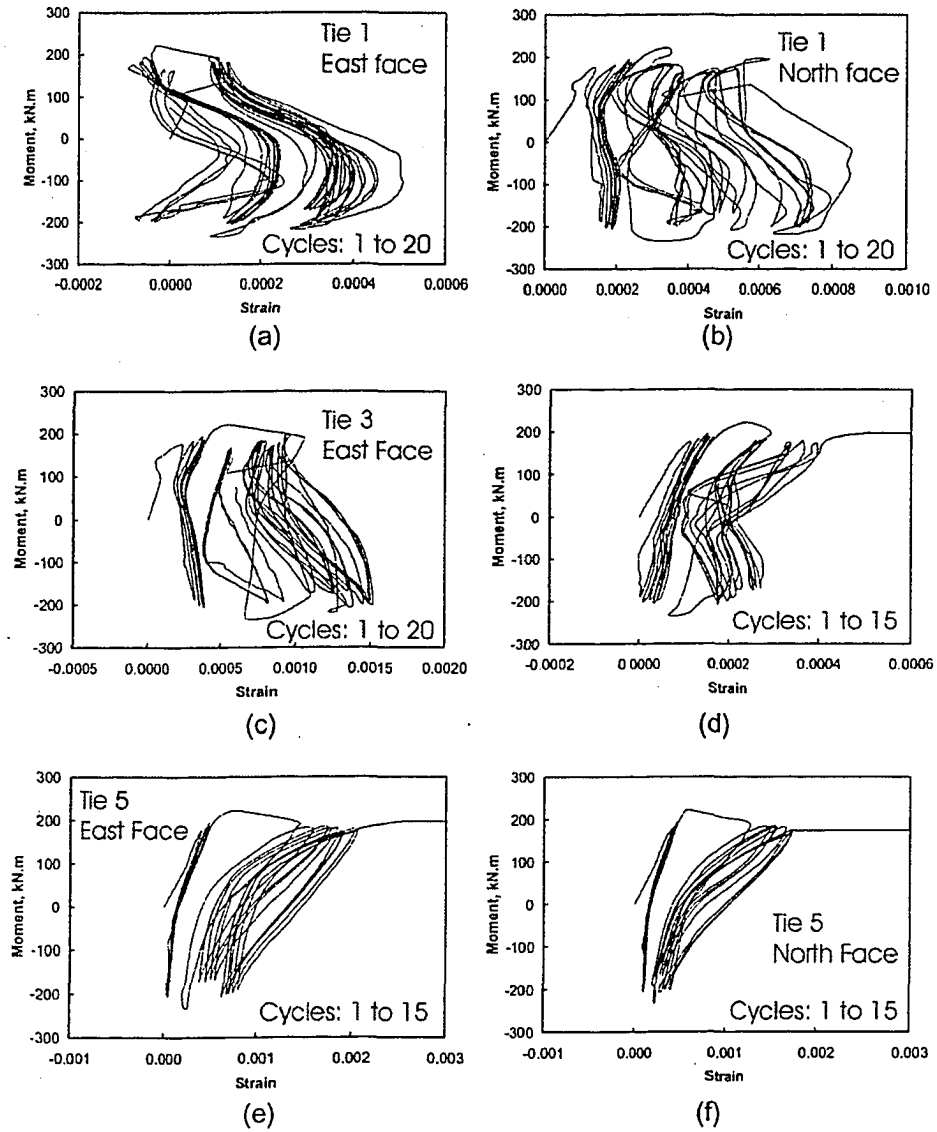 Tie 1
East face
Moment, kN.m
300
200
100
0
-100
-200
-300
Cycles: 1 to 20
-0.0002
0.0000
0.0002
0.0004
0.0006
Strain
(a)
Tie 1
North face
Moment, kN.m
300
200
100
0
-100
-200
-300
Cycles: 1 to 20
0.0000
0.0002
0.0004
0.0006
0.0008
0.0010
Strain
(b)
Tie 3
East Face
Moment, kN.m
300
200
100
0
-100
-200
-300
Cycles: 1 to 20
-0.0005
0.0000
0.0005
0.0010
0.0015
0.0020
Strain
(c)
Moment, kN.m
300
200
100
0
-100
-200
-300
Cycles: 1 to 15
-0.0002
0.0000
0.0002
0.0004
0.0006
Strain
(d)
Tie 5
East Face
Moment, kN.m
300
200
100
0
-100
-200
-300
Cycles: 1 to 15
-0.001
0.000
0.001
0.002
0.003
Strain
(e)
Moment, kN.m
300
200
100
0
-100
-200
-300
Tie 5
North Face
Cycles: 1 to 15
-0.001
0.000
0.001
0.002
0.003
Strain
(f)